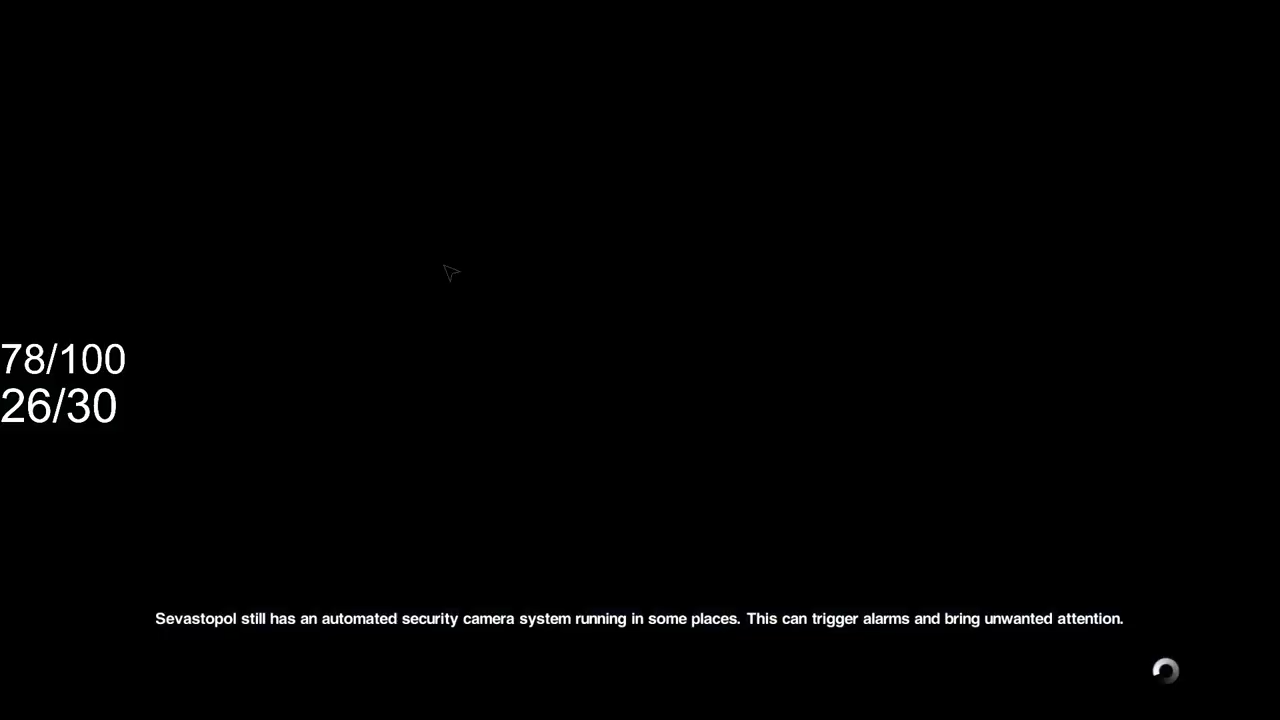 78/100
26/30
Sevastopol still has an automated security camera system running in some places. This can trigger alarms and bring unwanted attention.